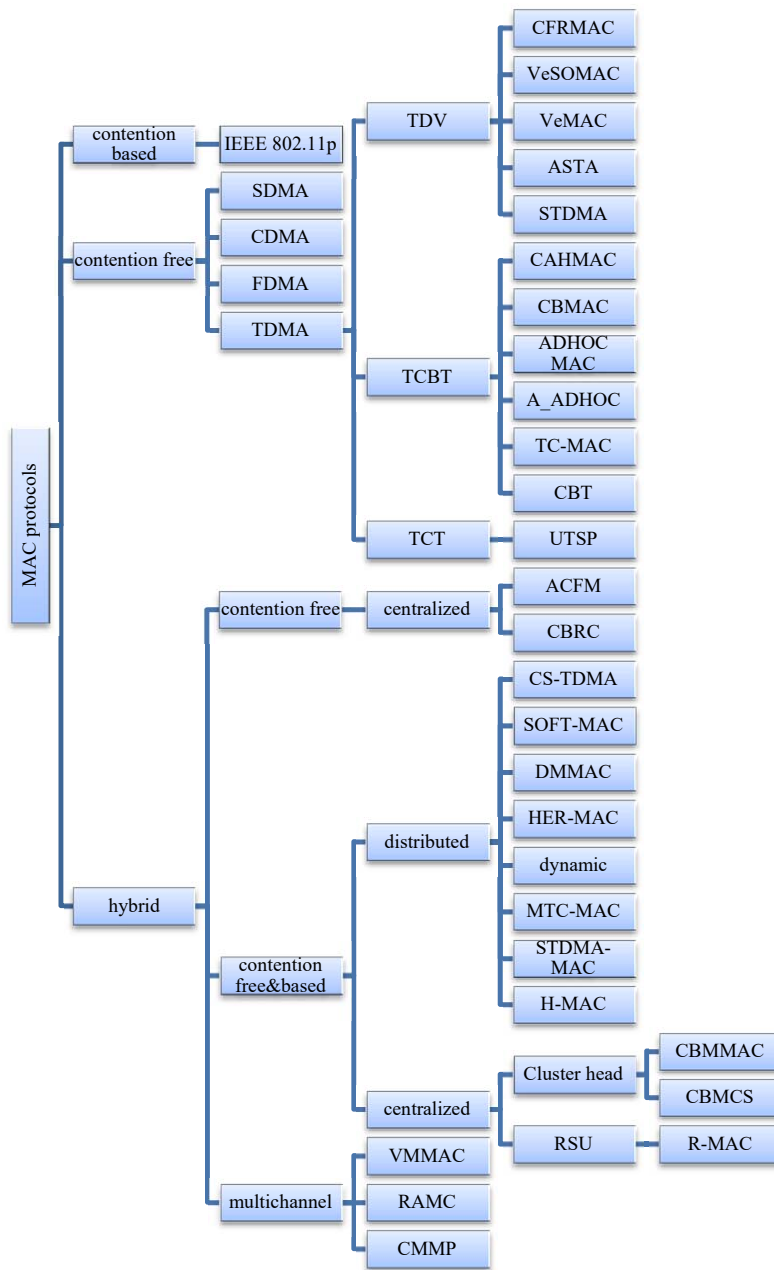 CFRMAC
VeSOMAC
TDV
VeMAC
contention
based
IEEE 802.11p
ASTA
SDMA
STDMA
CDMA
contention free
CAHMAC
FDMA
CBMAC
TDMA
ADHOC
MAC
TCBT
A_ADHOC
TC-MAC
CBT
MAC protocols
TCT
UTSP
ACFM
contention free
centralized
CBRC
CS-TDMA
SOFT-MAC
DMMAC
HER-MAC
distributed
dynamic
hybrid
MTC-MAC
STDMA-
MAC
contention
free&based
H-MAC
CBMMAC
Cluster head
CBMCS
centralized
RSU
R-MAC
VMMAC
multichannel
RAMC
CMMP